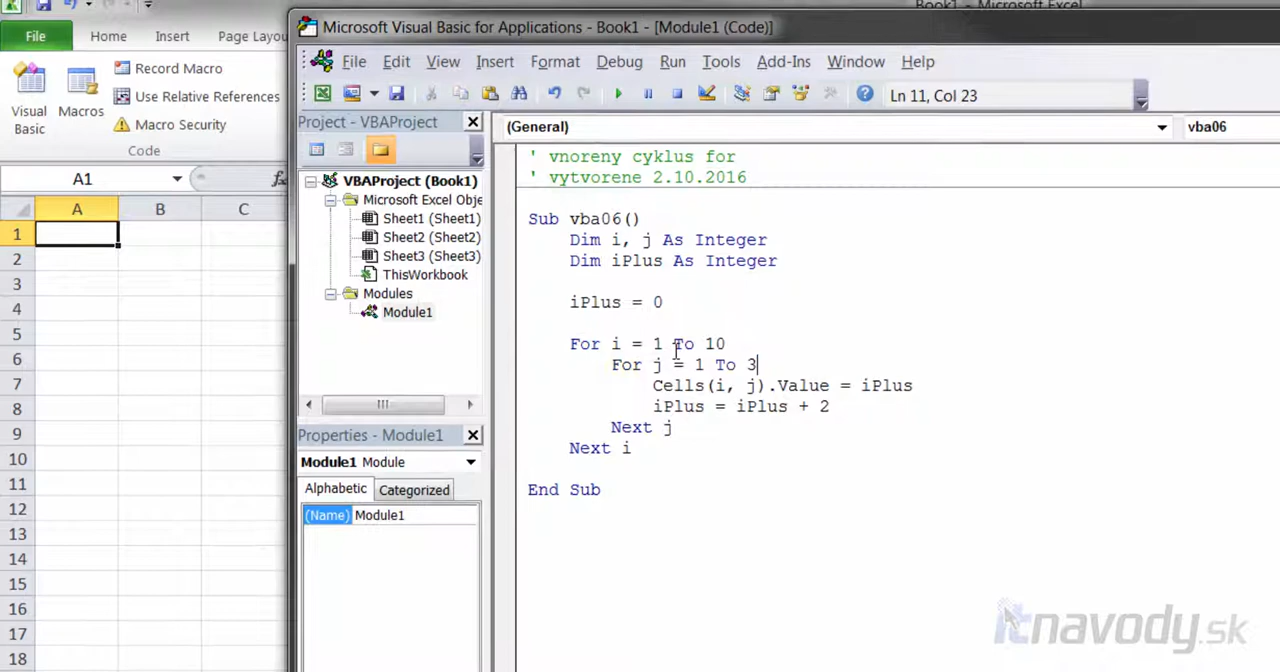 Book1 - Microsoft Excel
Microsoft Visual Basic for Applications - Book1 - [Module1 (Code)]
File Home Insert Page Layou
File Edit View Insert Format Debug Run Tools Add-Ins Window Help
Visual Basic
Macros
Record Macro
Use Relative References
Macro Security
Code
Ln 11, Col 23
Project - VBAProject
(General)
vba06
A1
A B C
1
2
3
4
5
6
7
8
9
10
11
12
13
14
15
16
17
18
VBAProject (Book1)
Microsoft Excel Obje
Sheet1 (Sheet1)
Sheet2 (Sheet2)
Sheet3 (Sheet3)
ThisWorkbook
Modules
Module1
Properties - Module1
Module1 Module
Alphabetic Categorized
(Name) Module1
' vnoreny cyklus for
' vytvorene 2.10.2016
Sub vba06()
Dim i, j As Integer
Dim iPlus As Integer
iPlus = 0
For i = 1 To 10
For j = 1 To 3
Cells(i, j).Value = iPlus
iPlus = iPlus + 2
Next j
Next i
End Sub
itnavody.sk